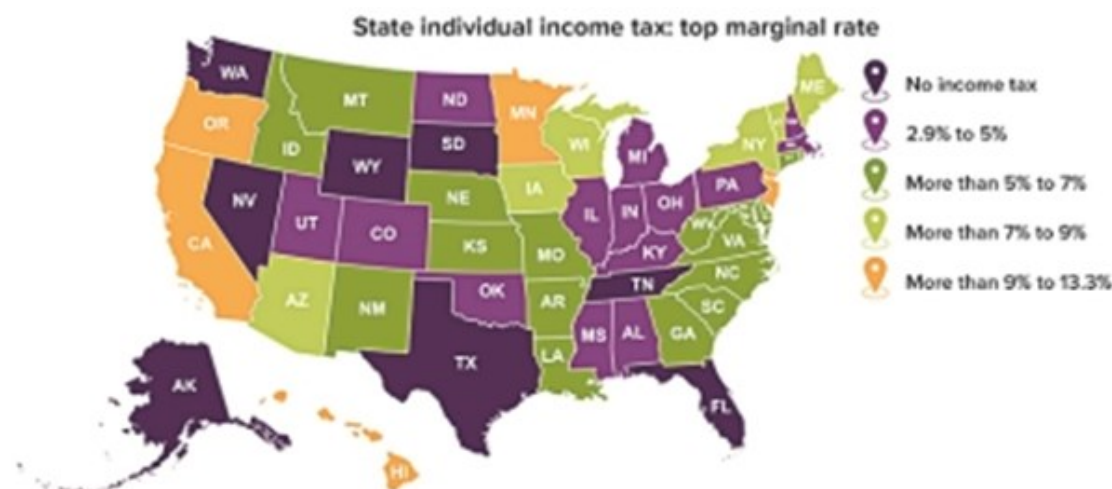 State individual income tax: top marginal rate
No income tax
2.9% to 5%
More than 5% to 7%
More than 7% to 9%
More than 9% to 13.3%
WA
MT
ND
MN
ME
OR
ID
WY
SD
WI
MI
NY
NV
UT
CO
NE
IA
IL
IN
OH
PA
CA
KS
MO
KY
WV
VA
AZ
NM
OK
AR
TN
NC
SC
TX
LA
MS
AL
GA
AK
FL
HI